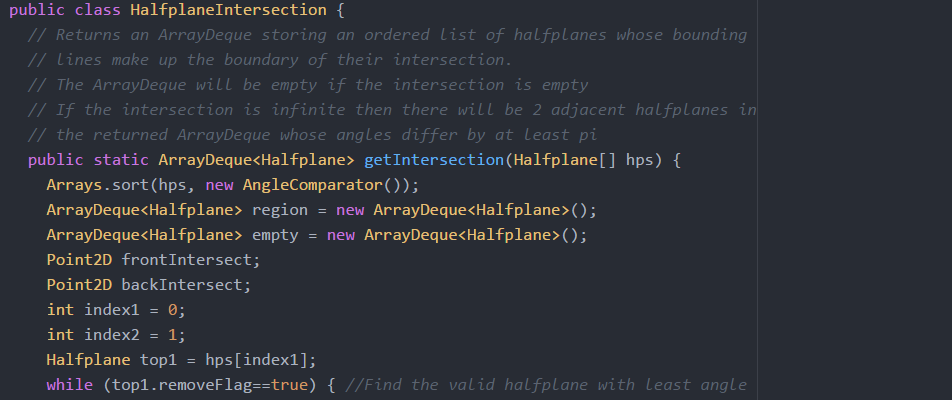 public class HalfplaneIntersection {
// Returns an ArrayDeque storing an ordered list of halfplanes whose bounding
// lines make up the boundary of their intersection.
// The ArrayDeque will be empty if the intersection is empty
// If the intersection is infinite then there will be 2 adjacent halfplanes in
// the returned ArrayDeque whose angles differ by at least pi
public static ArrayDeque<Halfplane> getIntersection(Halfplane[] hps) {
Arrays.sort(hps, new AngleComparator());
ArrayDeque<Halfplane> region = new ArrayDeque<Halfplane>();
ArrayDeque<Halfplane> empty = new ArrayDeque<Halfplane>();
Point2D frontIntersect;
Point2D backIntersect;
int index1 = 0;
int index2 = 1;
Halfplane top1 = hps[index1];
while (top1.removeFlag==true) { //Find the valid halfplane with least angle